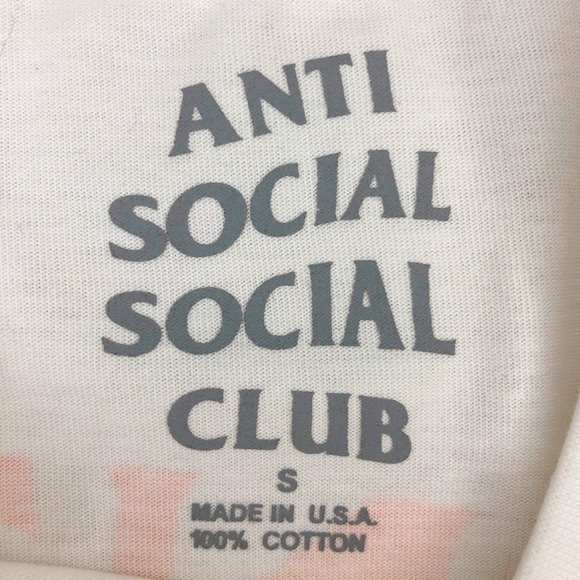 ANTI
SOCIAL
SOCIAL
CLUB
S
MADE IN U.S.A.
100% COTTON